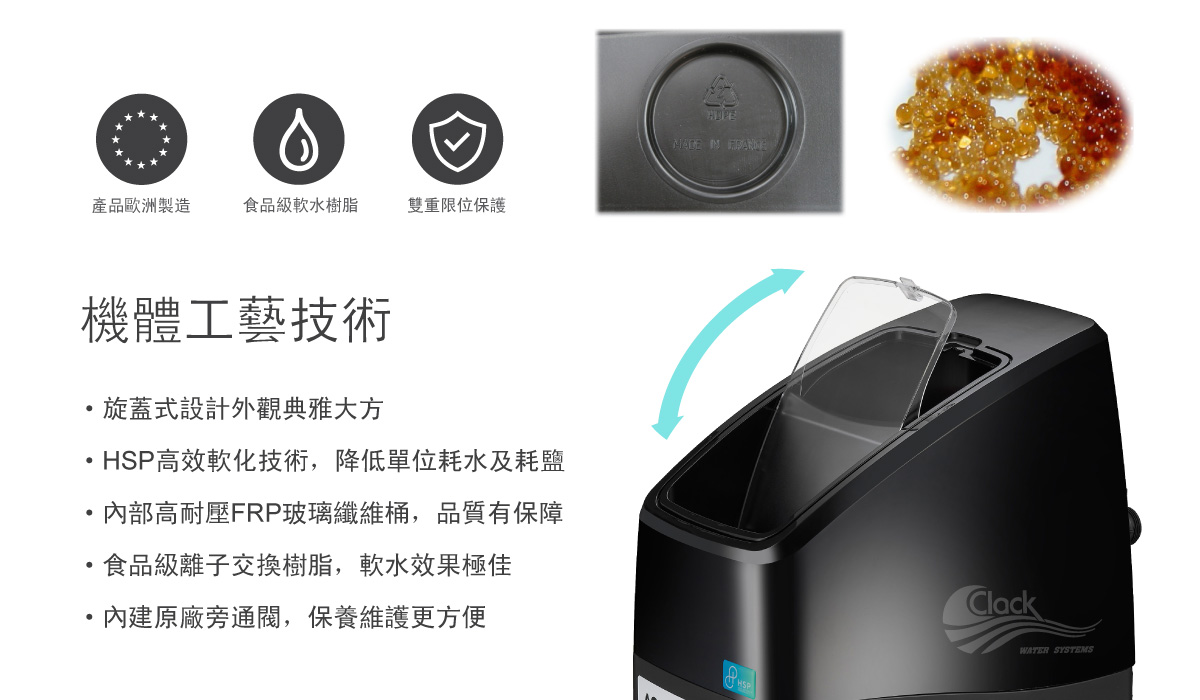 產品歐洲製造
食品級軟水樹脂
雙重限位保護
HDPE
MADE IN FRANCE
機體工藝技術
• 旋蓋式設計外觀典雅大方
• HSP高效軟化技術，降低單位耗水及耗鹽
• 內部高耐壓FRP玻璃纖維桶，品質有保障
• 食品級離子交換樹脂，軟水效果極佳
• 內建原廠旁通閥，保養維護更方便
Clack
WATER SYSTEMS
HSP